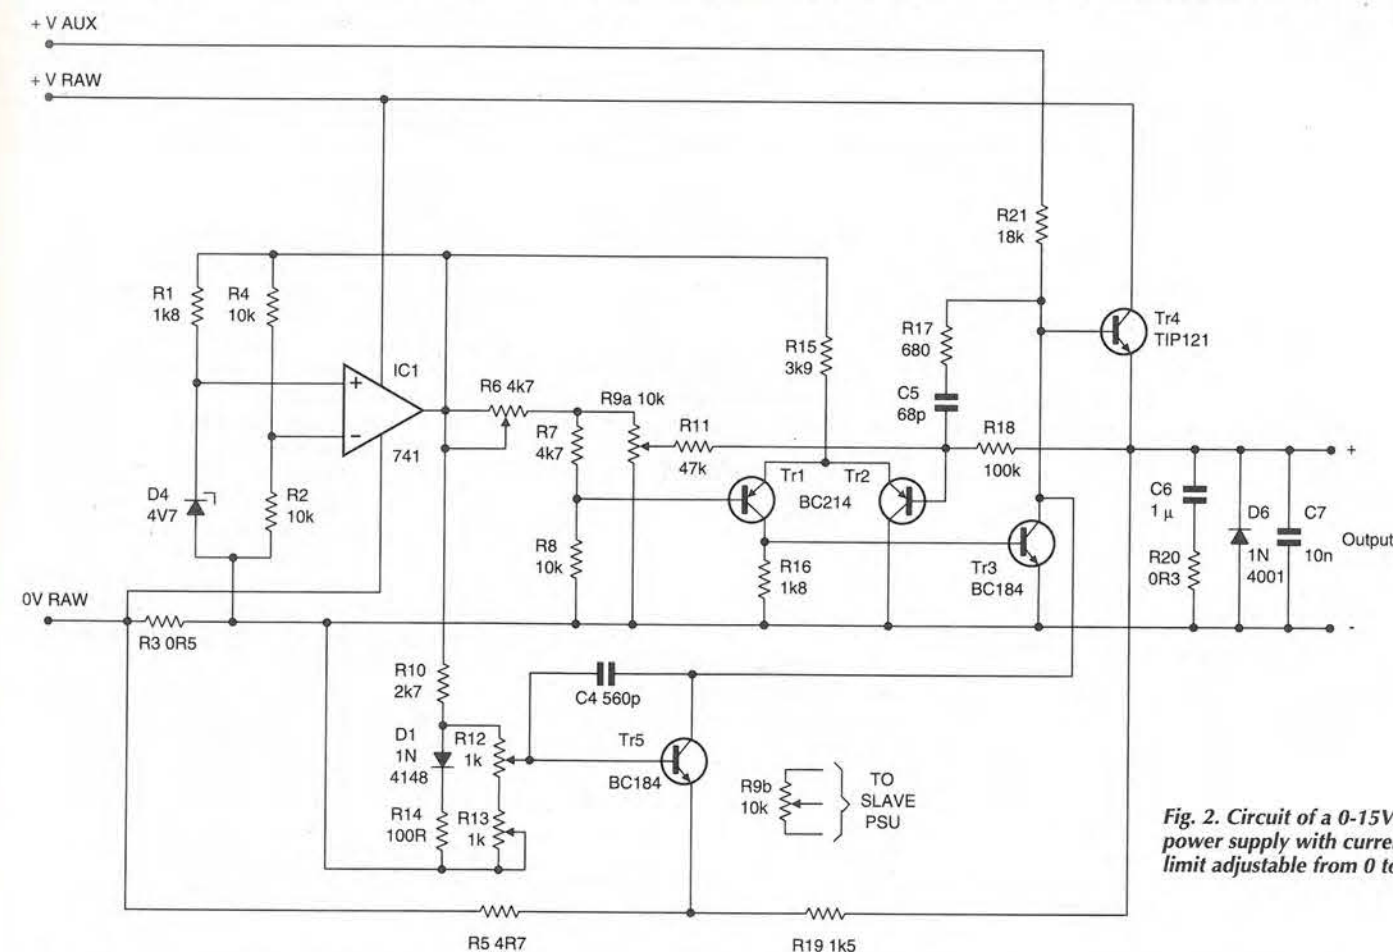 + V AUX
+ V RAW
R21
18k
R1
1k8
R4
10k
Tr4
TIP121
R17
680
R15
3k9
IC1
+
-
741
R6 4k7
R9a 10k
C5
68p
R7
4k7
R11
47k
R18
100k
+
D4
4V7
R2
10k
Tr1
Tr2
BC214
C6
1 µ
D6
1N
4001
C7
10n
Output
R8
10k
R16
1k8
Tr3
BC184
R20
0R3
0V RAW
R3 0R5
-
R10
2k7
C4 560p
D1
1N
4148
R12
1k
Tr5
BC184
R9b
10k
TO
SLAVE
PSU
R14
100R
R13
1k
Fig. 2. Circuit of a 0-15V
power supply with curre
limit adjustable from 0 to
R5 4R7
R19 1k5